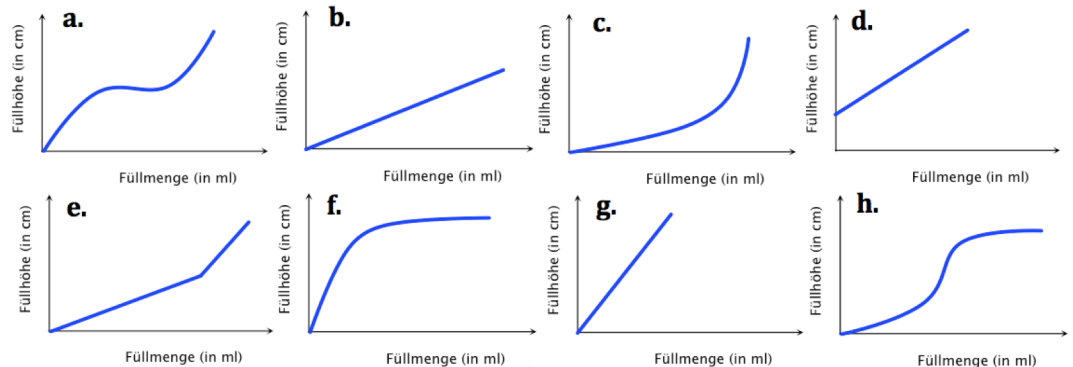 a.
Füllhöhe (in cm)
Füllmenge (in ml)
b.
Füllhöhe (in cm)
Füllmenge (in ml)
c.
Füllhöhe (in cm)
Füllmenge (in ml)
d.
Füllhöhe (in cm)
Füllmenge (in ml)
e.
Füllhöhe (in cm)
Füllmenge (in ml)
f.
Füllhöhe (in cm)
Füllmenge (in ml)
g.
Füllhöhe (in cm)
Füllmenge (in ml)
h.
Füllhöhe (in cm)
Füllmenge (in ml)